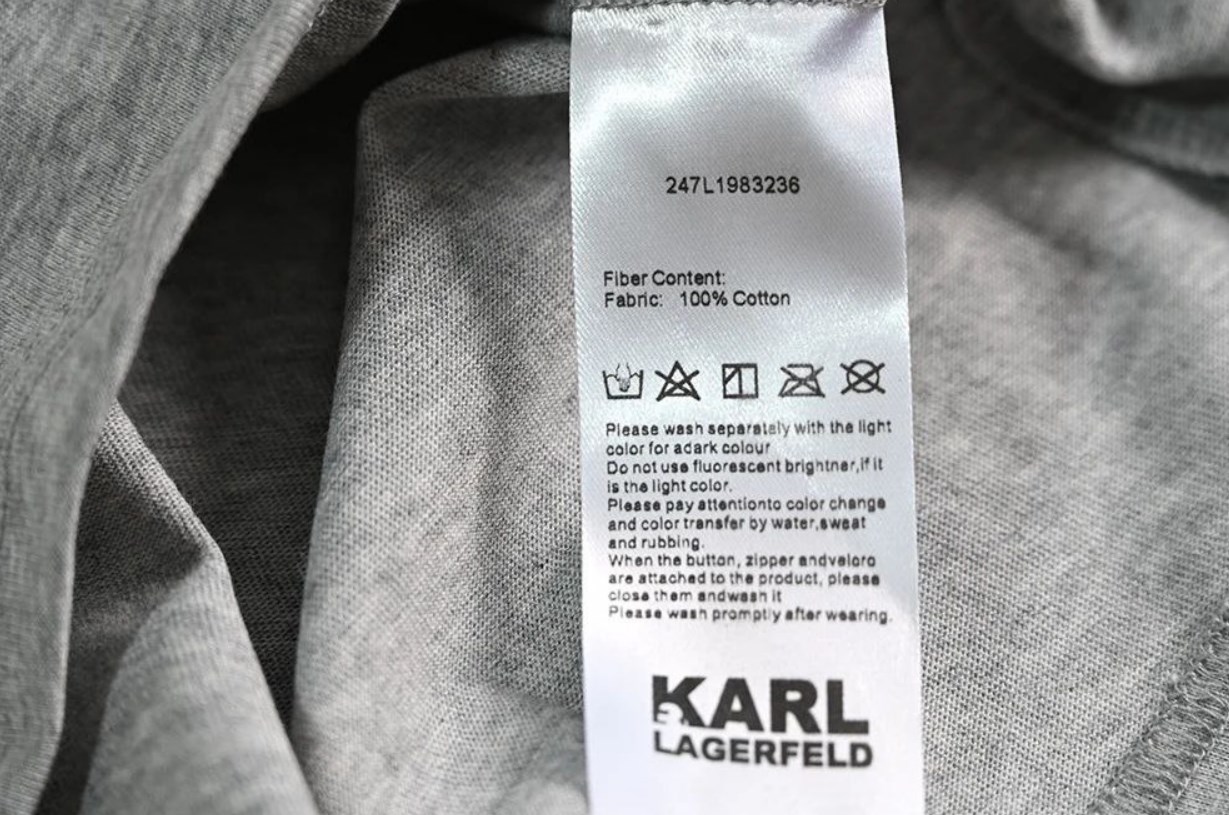 247L1983236
Fiber Content:
Fabric: 100% Cotton
Please wash separately with the light
color for adark colour
Do not use fluorescent brightner,if it
is the light color.
Please pay attentionto color change
and color transfer by water,sweat
and rubbing.
When the button, zipper andveloro
are attached to the product, please
close them andwash it
Please wash promptly after wearing.
KARL
LAGERFELD